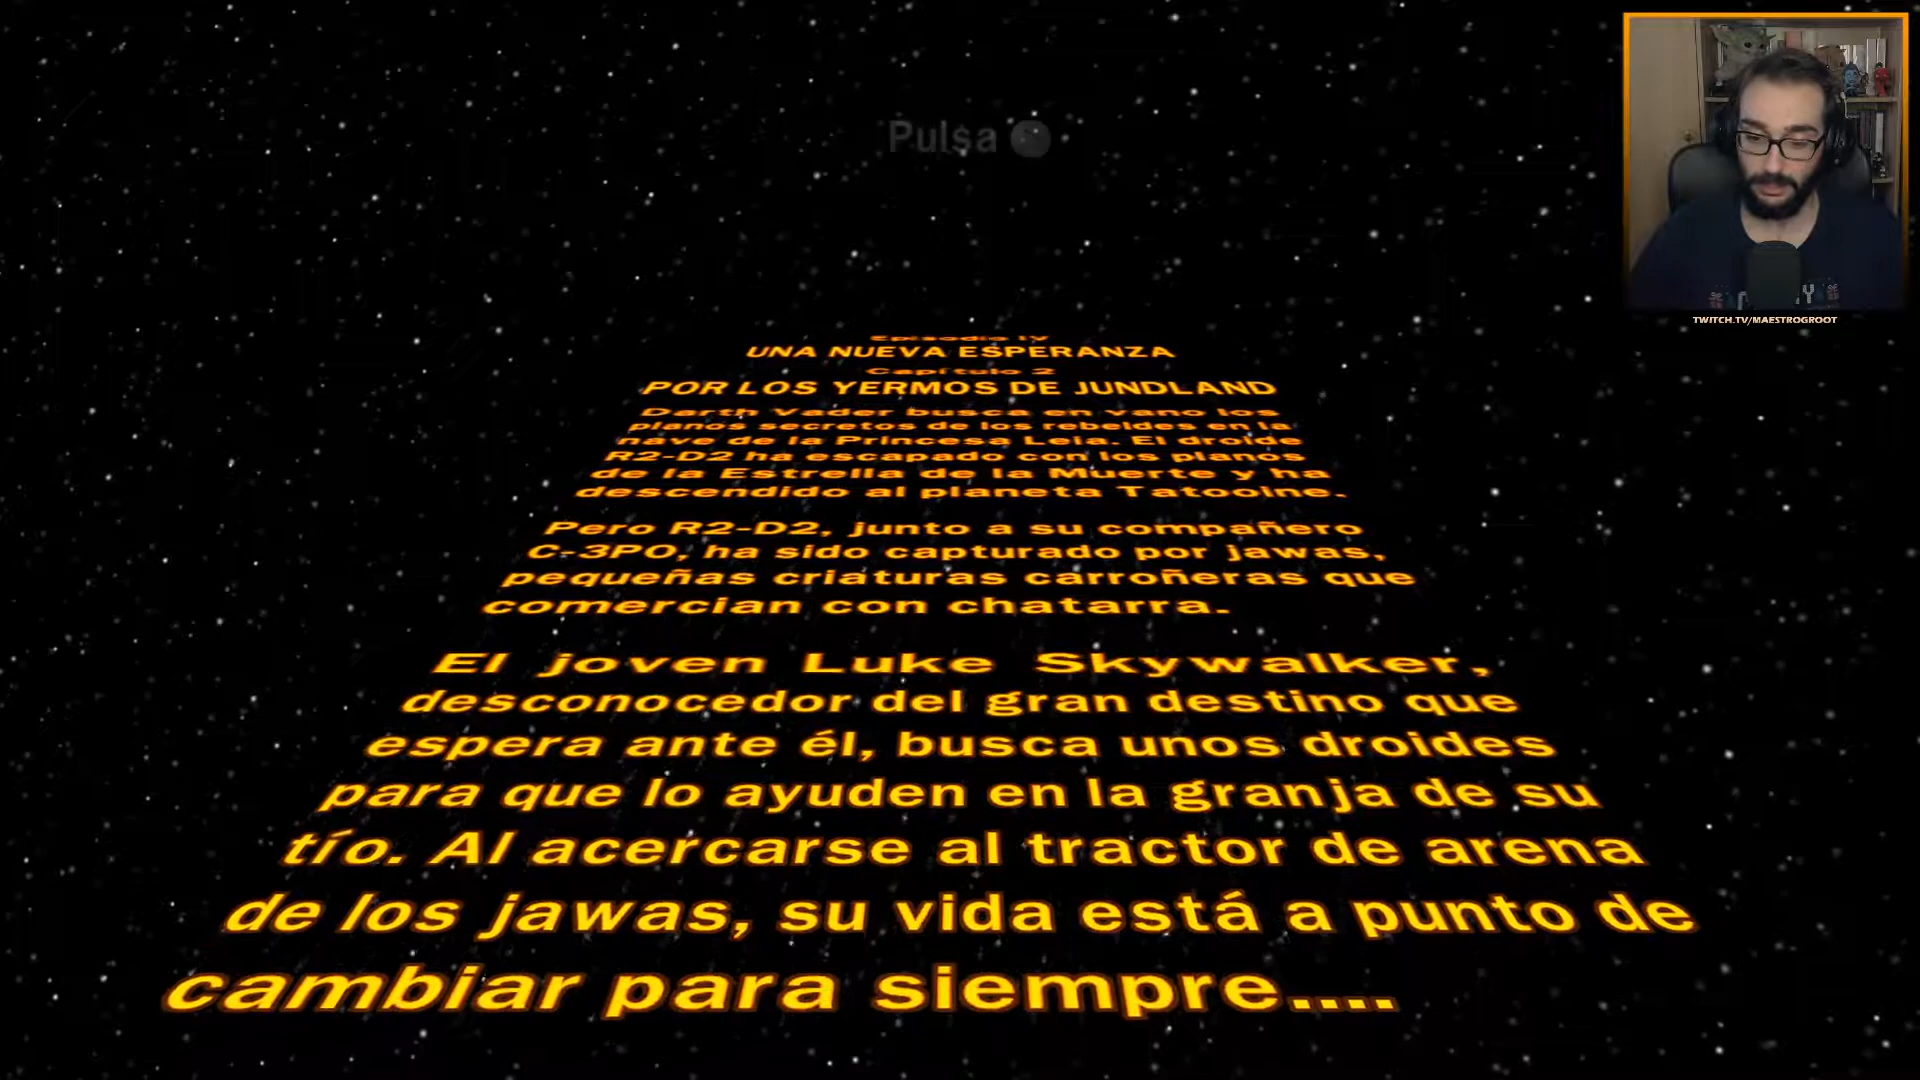 Pulsa
Episodio IV
UNA NUEVA ESPERANZA
Capítulo 2
POR LOS YERMOS DE JUNDLAND
Darth Vader busca en vano los
planos secretos de los rebeldes en la
nave de la Princesa Leia. El droide
R2-D2 ha escapado con los planos
de la Estrella de la Muerte y ha
descendido al planeta Tatooine.
Pero R2-D2, junto a su compañero
C-3PO, ha sido capturado por jawas,
pequeñas criaturas carroñeras que
comercian con chatarra.
El joven Luke Skywalker,
desconocedor del gran destino que
espera ante él, busca unos droides
para que lo ayuden en la granja de su
tío. Al acercarse al tractor de arena
de los jawas, su vida está a punto de
cambiar para siempre....
TWITCH.TV/MAESTROGROOT